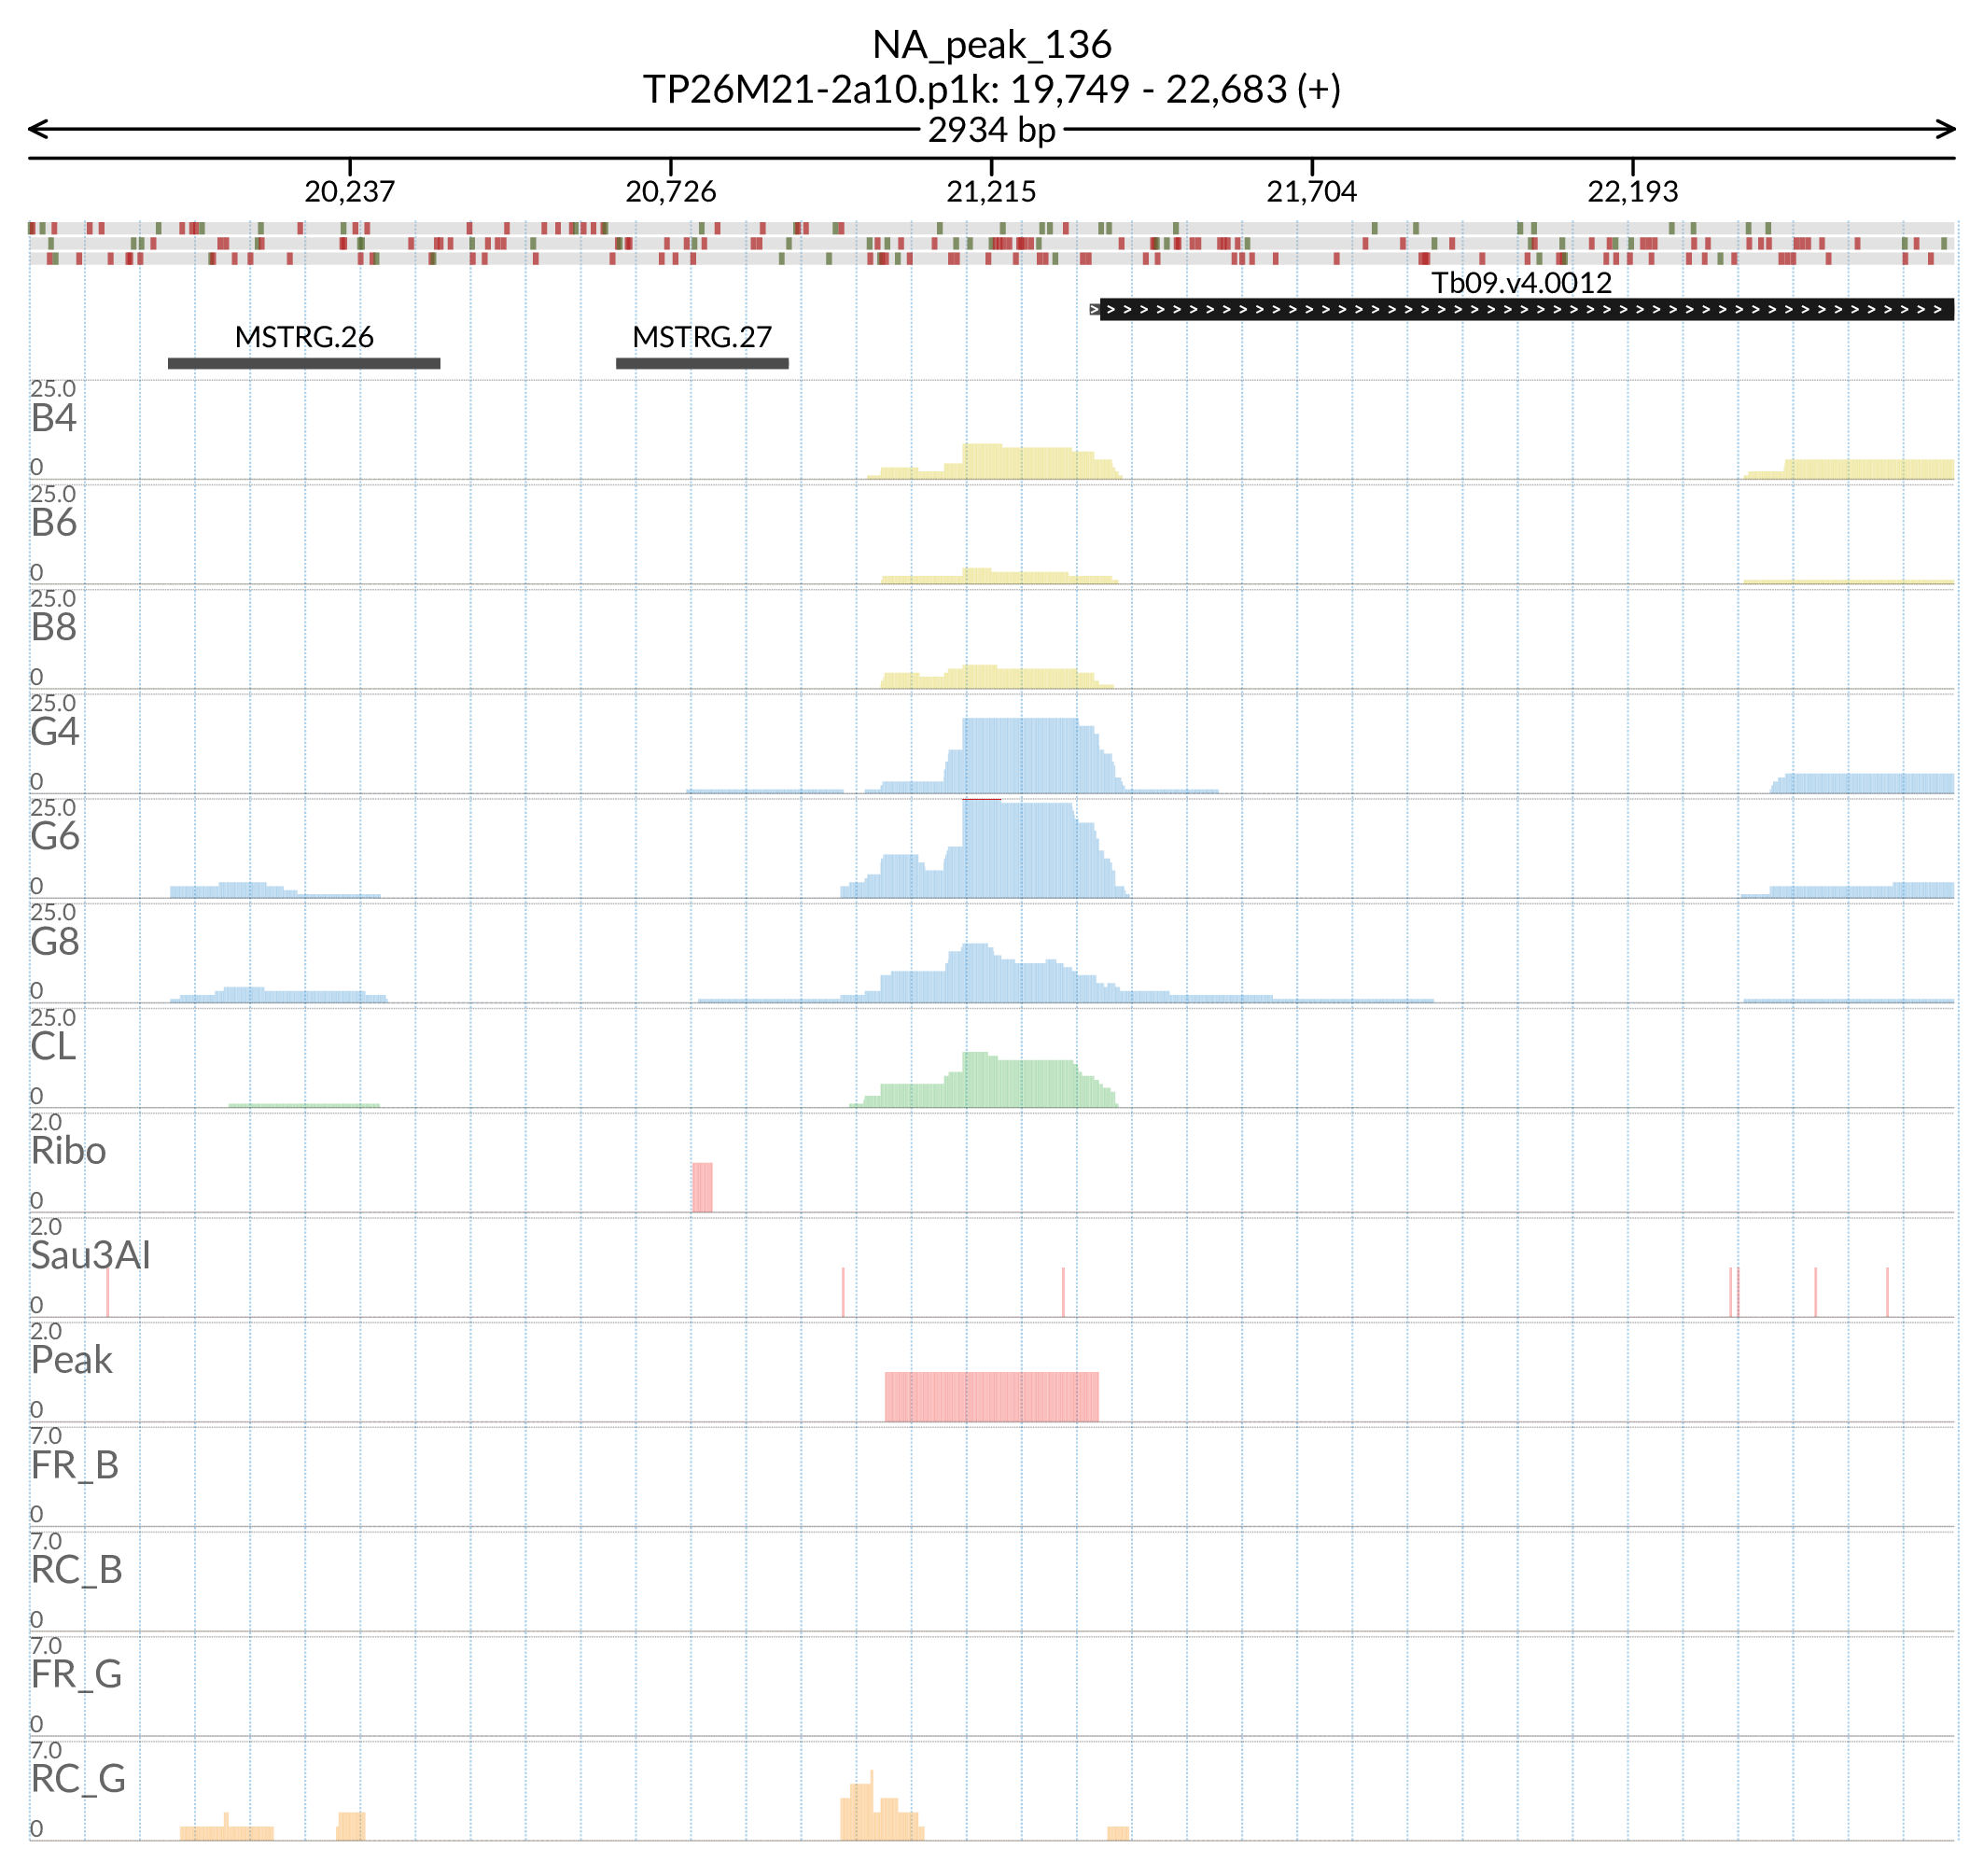 NA_peak_136
TP26M21-2a10.p1k: 19,749 - 22,683 (+)
2934 bp
20,237 20,726 21,215 21,704 22,193
Tb09.v4.0012
MSTRG.26 MSTRG.27
25.0
B4
0
25.0
B6
0
25.0
B8
0
25.0
G4
0
25.0
G6
0
25.0
G8
0
25.0
CL
0
2.0
Ribo
0
2.0
Sau3AI
0
2.0
Peak
0
7.0
FR_B
0
7.0
RC_B
0
7.0
FR_G
0
7.0
RC_G
0